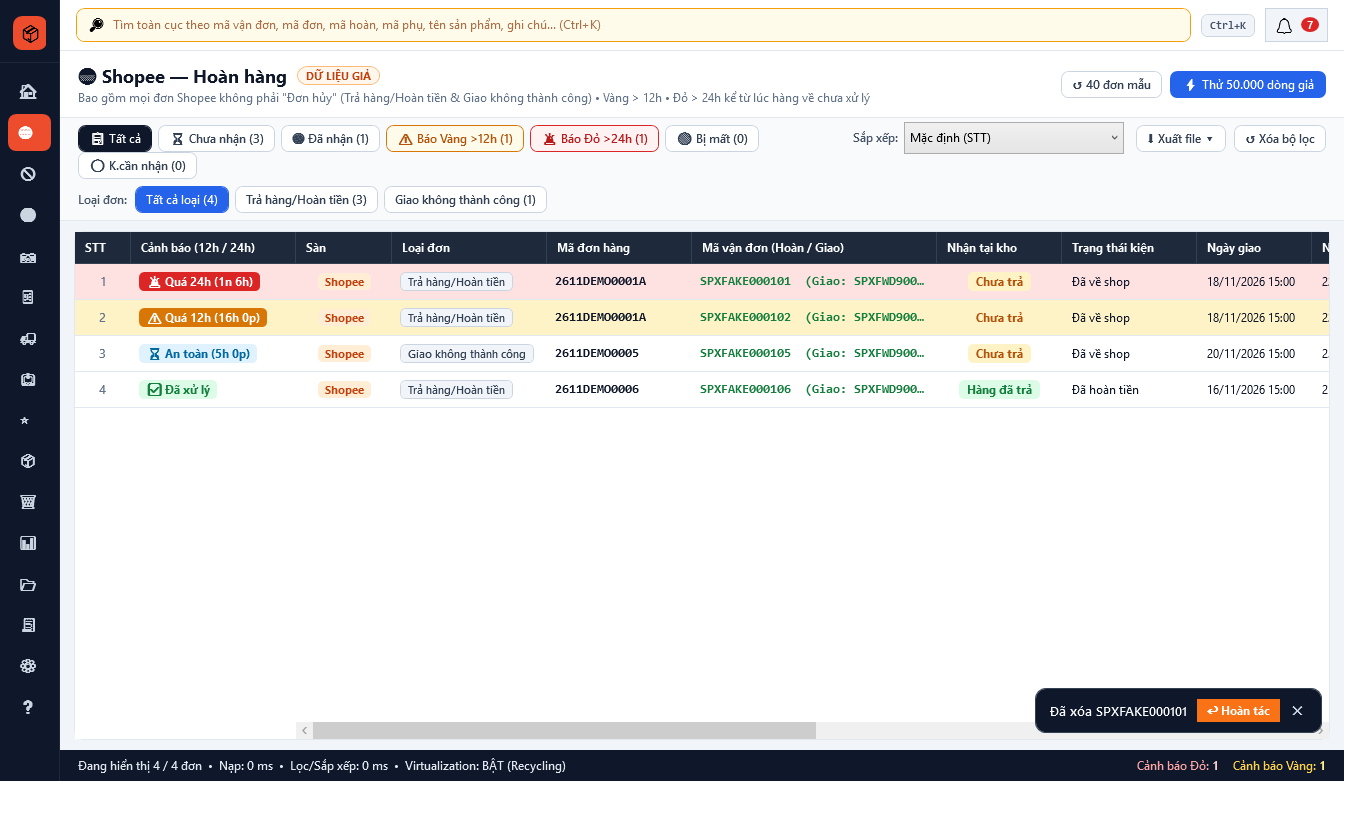 Tìm toàn cục theo mã vận đơn, mã đơn, mã hoàn, mã phụ, tên sản phẩm, ghi chú... (Ctrl+K)
Ctrl+K
7
Shopee — Hoàn hàng
DỮ LIỆU GIẢ
Bao gồm mọi đơn Shopee không phải "Đơn hủy" (Trả hàng/Hoàn tiền & Giao không thành công) • Vàng > 12h • Đỏ > 24h kể từ lúc hàng về chưa xử lý
↺ 40 đơn mẫu
Thử 50.000 dòng giả
Tất cả
Chưa nhận (3)
Đã nhận (1)
Báo Vàng >12h (1)
Báo Đỏ >24h (1)
Bị mất (0)
Sắp xếp:
Mặc định (STT)
⬇ Xuất file ▾
↺ Xóa bộ lọc
K.cần nhận (0)
Loại đơn:
Tất cả loại (4)
Trả hàng/Hoàn tiền (3)
Giao không thành công (1)
STT Cảnh báo (12h / 24h) Sàn Loại đơn Mã đơn hàng Mã vận đơn (Hoàn / Giao) Nhận tại kho Trạng thái kiện Ngày giao N
1 Quá 24h (1n 6h) Shopee Trả hàng/Hoàn tiền 2611DEMO0001A SPXFAKE000101 (Giao: SPXFWD900… Chưa trả Đã về shop 18/11/2026 15:00 2
2 Quá 12h (16h 0p) Shopee Trả hàng/Hoàn tiền 2611DEMO0001A SPXFAKE000102 (Giao: SPXFWD900… Chưa trả Đã về shop 18/11/2026 15:00 2
3 An toàn (5h 0p) Shopee Giao không thành công 2611DEMO0005 SPXFAKE000105 (Giao: SPXFWD900… Chưa trả Đã về shop 20/11/2026 15:00 2
4 Đã xử lý Shopee Trả hàng/Hoàn tiền 2611DEMO0006 SPXFAKE000106 (Giao: SPXFWD900… Hàng đã trả Đã hoàn tiền 16/11/2026 15:00 2
Đã xóa SPXFAKE000101
↩ Hoàn tác
✕
Đang hiển thị 4 / 4 đơn • Nạp: 0 ms • Lọc/Sắp xếp: 0 ms • Virtualization: BẬT (Recycling)
Cảnh báo Đỏ: 1
Cảnh báo Vàng: 1